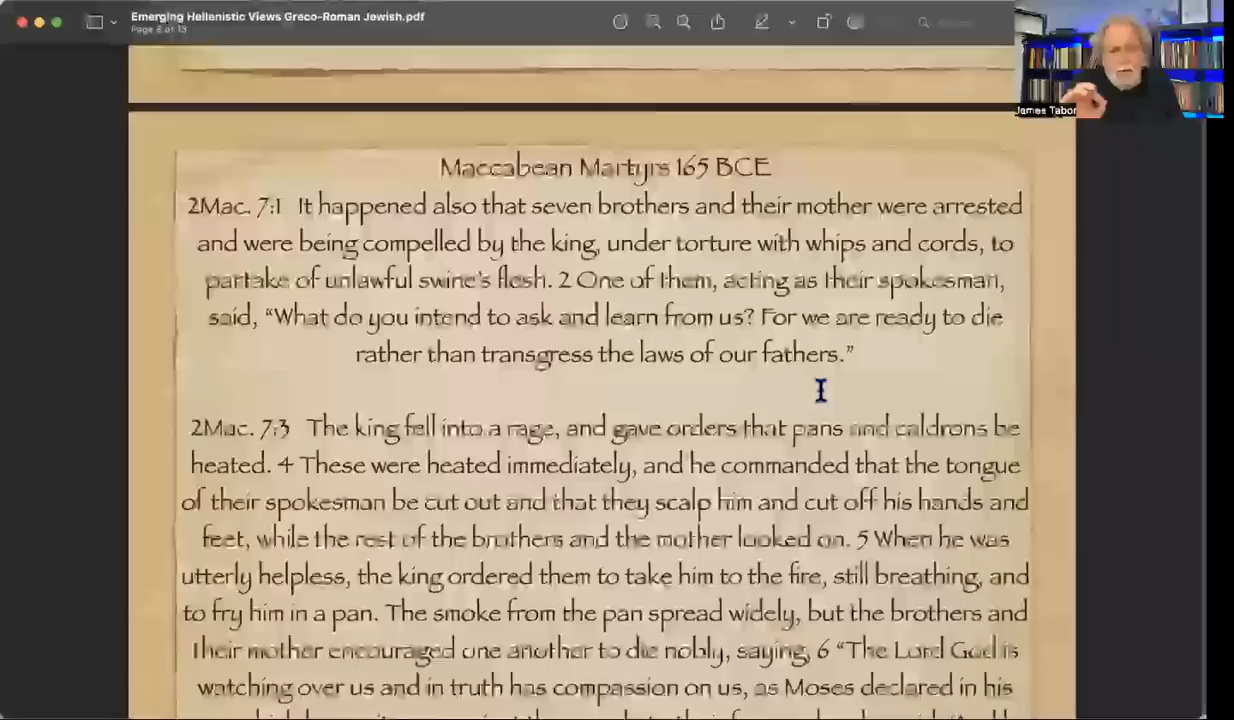 Emerging Hellenistic Views Greco-Roman Jewish.pdf
Page 8 of 13
James Tabor
Maccabean Martyrs 165 BCE
2Mac. 7:1 It happened also that seven brothers and their mother were arrested
and were being compelled by the king, under torture with whips and cords, to
partake of unlawful swine's flesh. 2 One of them, acting as their spokesman,
said, “What do you intend to ask and learn from us? For we are ready to die
rather than transgress the laws of our fathers.”
2Mac. 7:3 The king fell into a rage, and gave orders that pans and caldrons be
heated. 4 These were heated immediately, and he commanded that the tongue
of their spokesman be cut out and that they scalp him and cut off his hands and
feet, while the rest of the brothers and the mother looked on. 5 When he was
utterly helpless, the king ordered them to take him to the fire, still breathing, and
to fry him in a pan. The smoke from the pan spread widely, but the brothers and
their mother encouraged one another to die nobly, saying, 6 “The Lord God is
watching over us and in truth has compassion on us, as Moses declared in his